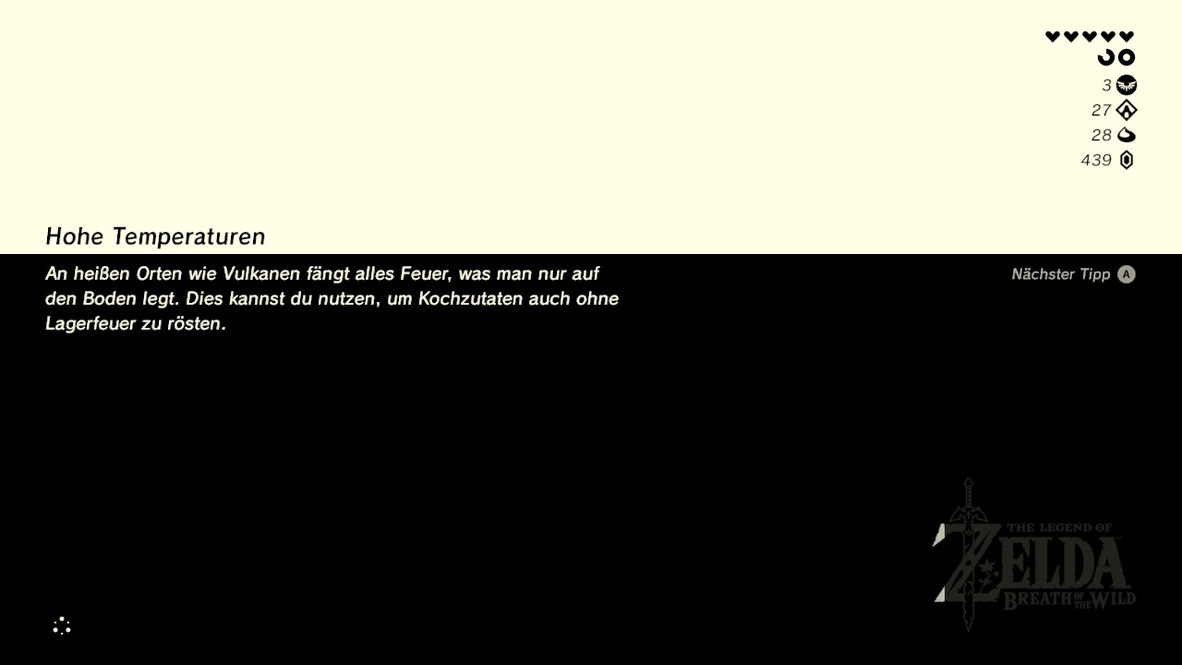 3
27
28
439
Hohe Temperaturen
An heißen Orten wie Vulkanen fängt alles Feuer, was man nur auf
den Boden legt. Dies kannst du nutzen, um Kochzutaten auch ohne
Lagerfeuer zu rösten.
Nächster Tipp A
THE LEGEND OF
ZELDA
BREATH OF THE WILD